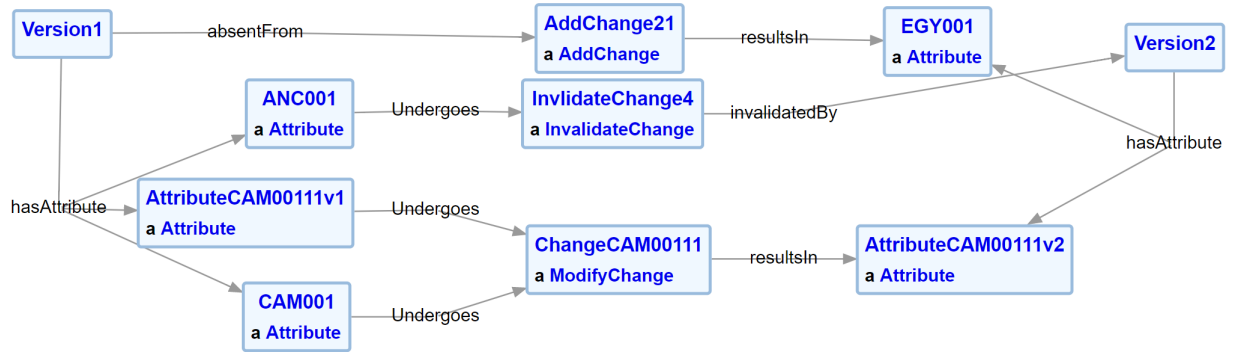 Version1
absentFrom
AddChange21
a AddChange
resultsIn
EGY001
a Attribute
Version2
ANC001
a Attribute
Undergoes
InvlidateChange4
a InvalidateChange
invalidatedBy
hasAttribute
hasAttribute
AttributeCAM00111v1
a Attribute
Undergoes
ChangeCAM00111
a ModifyChange
resultsIn
AttributeCAM00111v2
a Attribute
CAM001
a Attribute
Undergoes